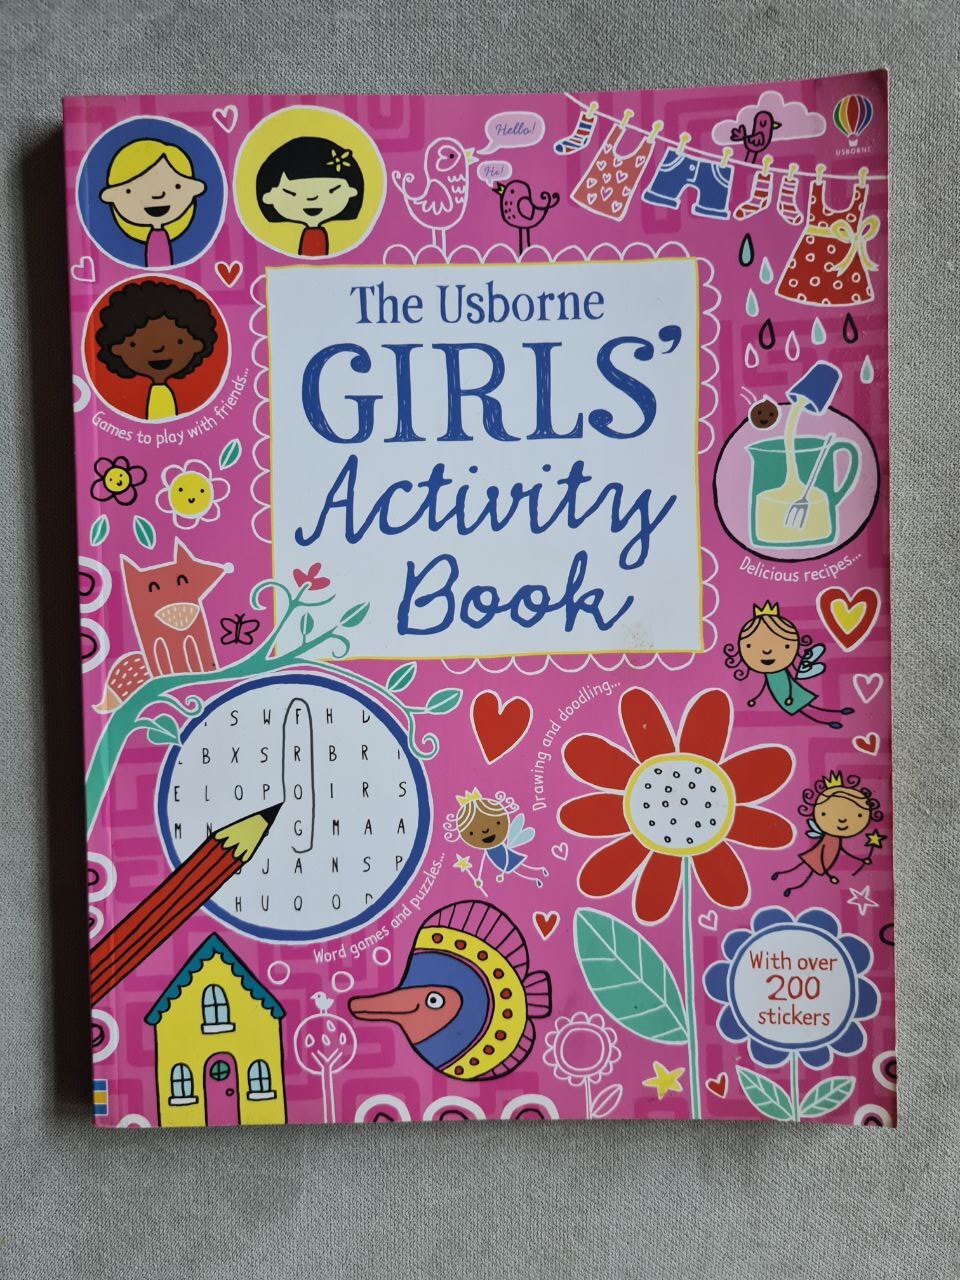 Hello!
Hi!
USBORNE
The Usborne
GIRLS'
Activity
Book
Games to play with friends...
Delicious recipes...
Drawing and doodling...
S W F H D
B X S R B R I
E L O P O I R S
M N G M A A
J A N S P
H U Q O D
Word games and puzzles...
With over
200
stickers